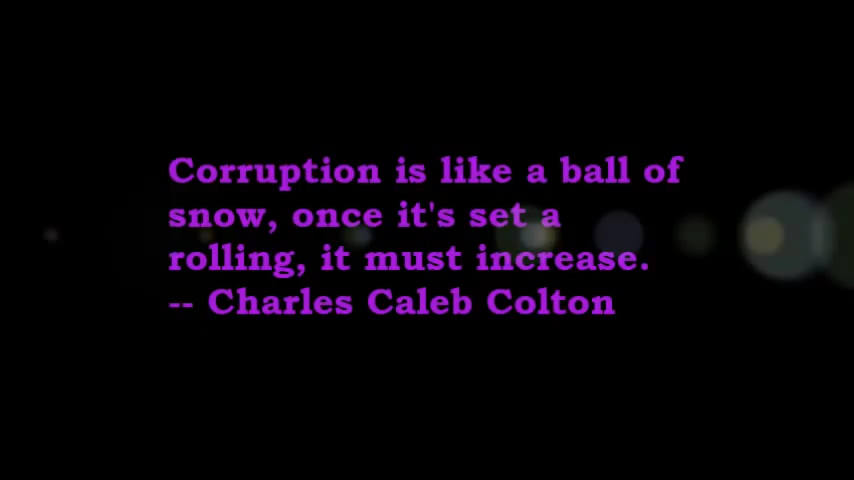 Corruption is like a ball of
snow, once it's set a
rolling, it must increase.
-- Charles Caleb Colton